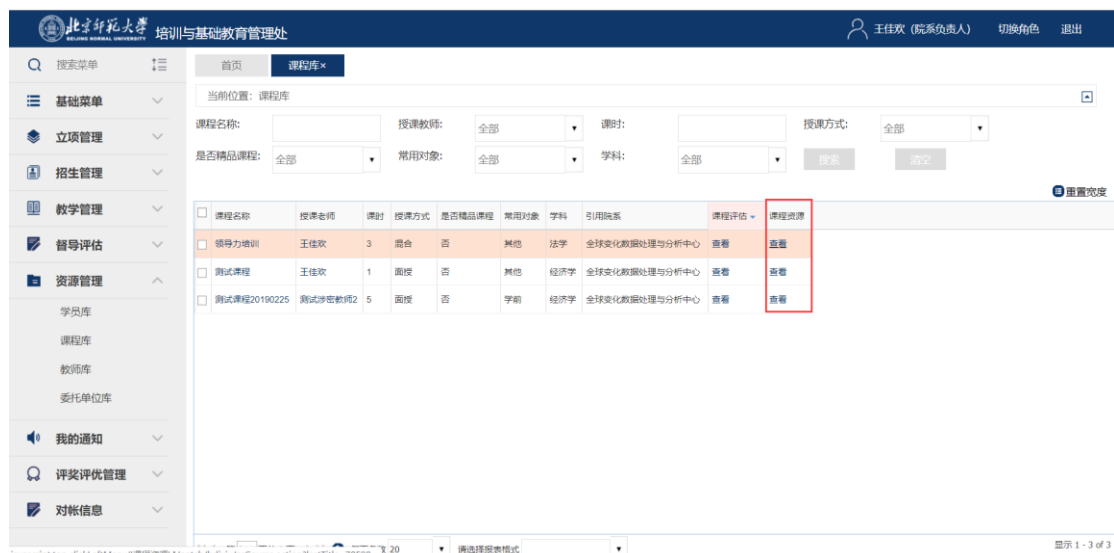 北京师范大学 培训与基础教育管理处 王佳欢 (院系负责人) 切换角色 退出
BEIJING NORMAL UNIVERSITY
搜索菜单
首页 课程库×
基础菜单
当前位置: 课程库
立项管理
课程名称: 授课教师: 全部 课时: 授课方式: 全部
招生管理
是否精品课程: 全部 常用对象: 全部 学科: 全部 搜索 清空
重置宽度
教学管理
课程名称 授课老师 课时 授课方式 是否精品课程 常用对象 学科 引用院系 课程评估 课程资源
督导评估
领导力培训 王佳欢 3 混合 否 其他 法学 全球变化数据处理与分析中心 查看 查看
资源管理
测试课程 王佳欢 1 面授 否 其他 经济学 全球变化数据处理与分析中心 查看 查看
测试课程20190225 测试涉密教师2 5 面授 否 学前 经济学 全球变化数据处理与分析中心 查看 查看
学员库
课程库
教师库
委托单位库
我的通知
评奖评优管理
对帐信息
20 请选择报表格式 显示 1 - 3 of 3